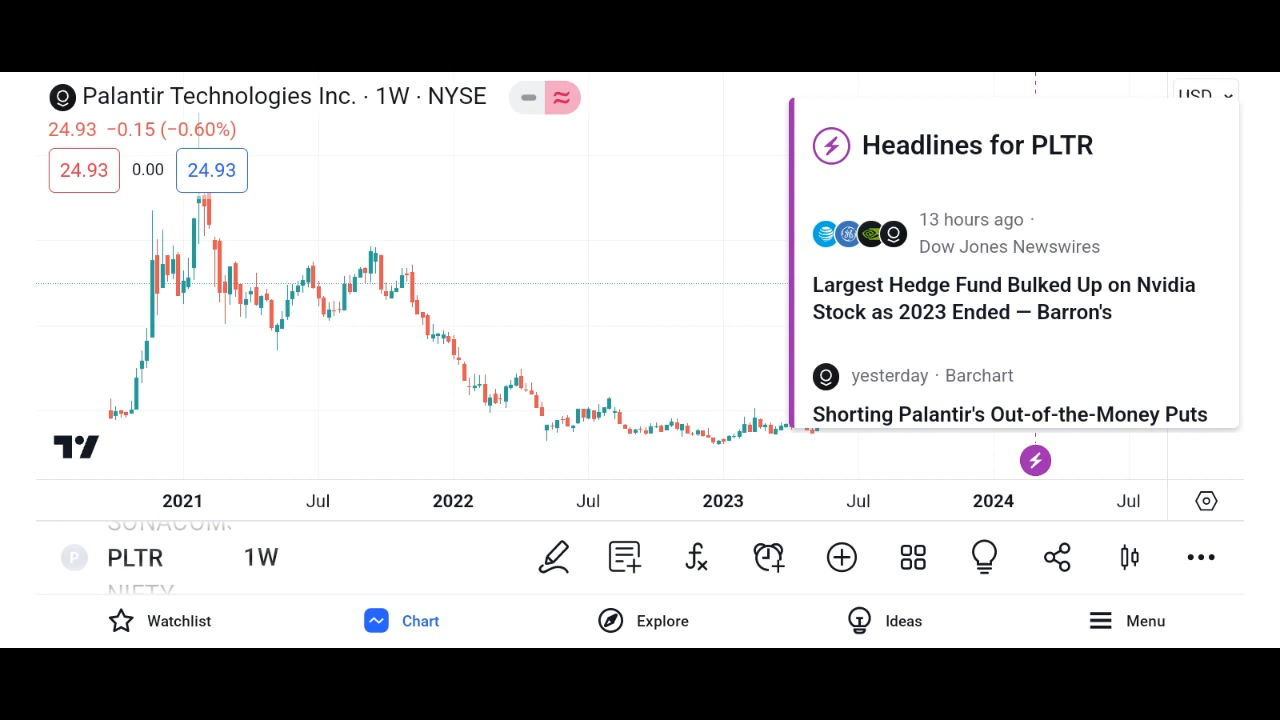 Palantir Technologies Inc. · 1W · NYSE
24.93 −0.15 (−0.60%)
24.93 0.00 24.93
USD
Headlines for PLTR
13 hours ago ·
Dow Jones Newswires
Largest Hedge Fund Bulked Up on Nvidia
Stock as 2023 Ended — Barron's
yesterday · Barchart
Shorting Palantir's Out-of-the-Money Puts
2021 Jul 2022 Jul 2023 Jul 2024 Jul
P PLTR 1W
NIFTY
Watchlist Chart Explore Ideas Menu